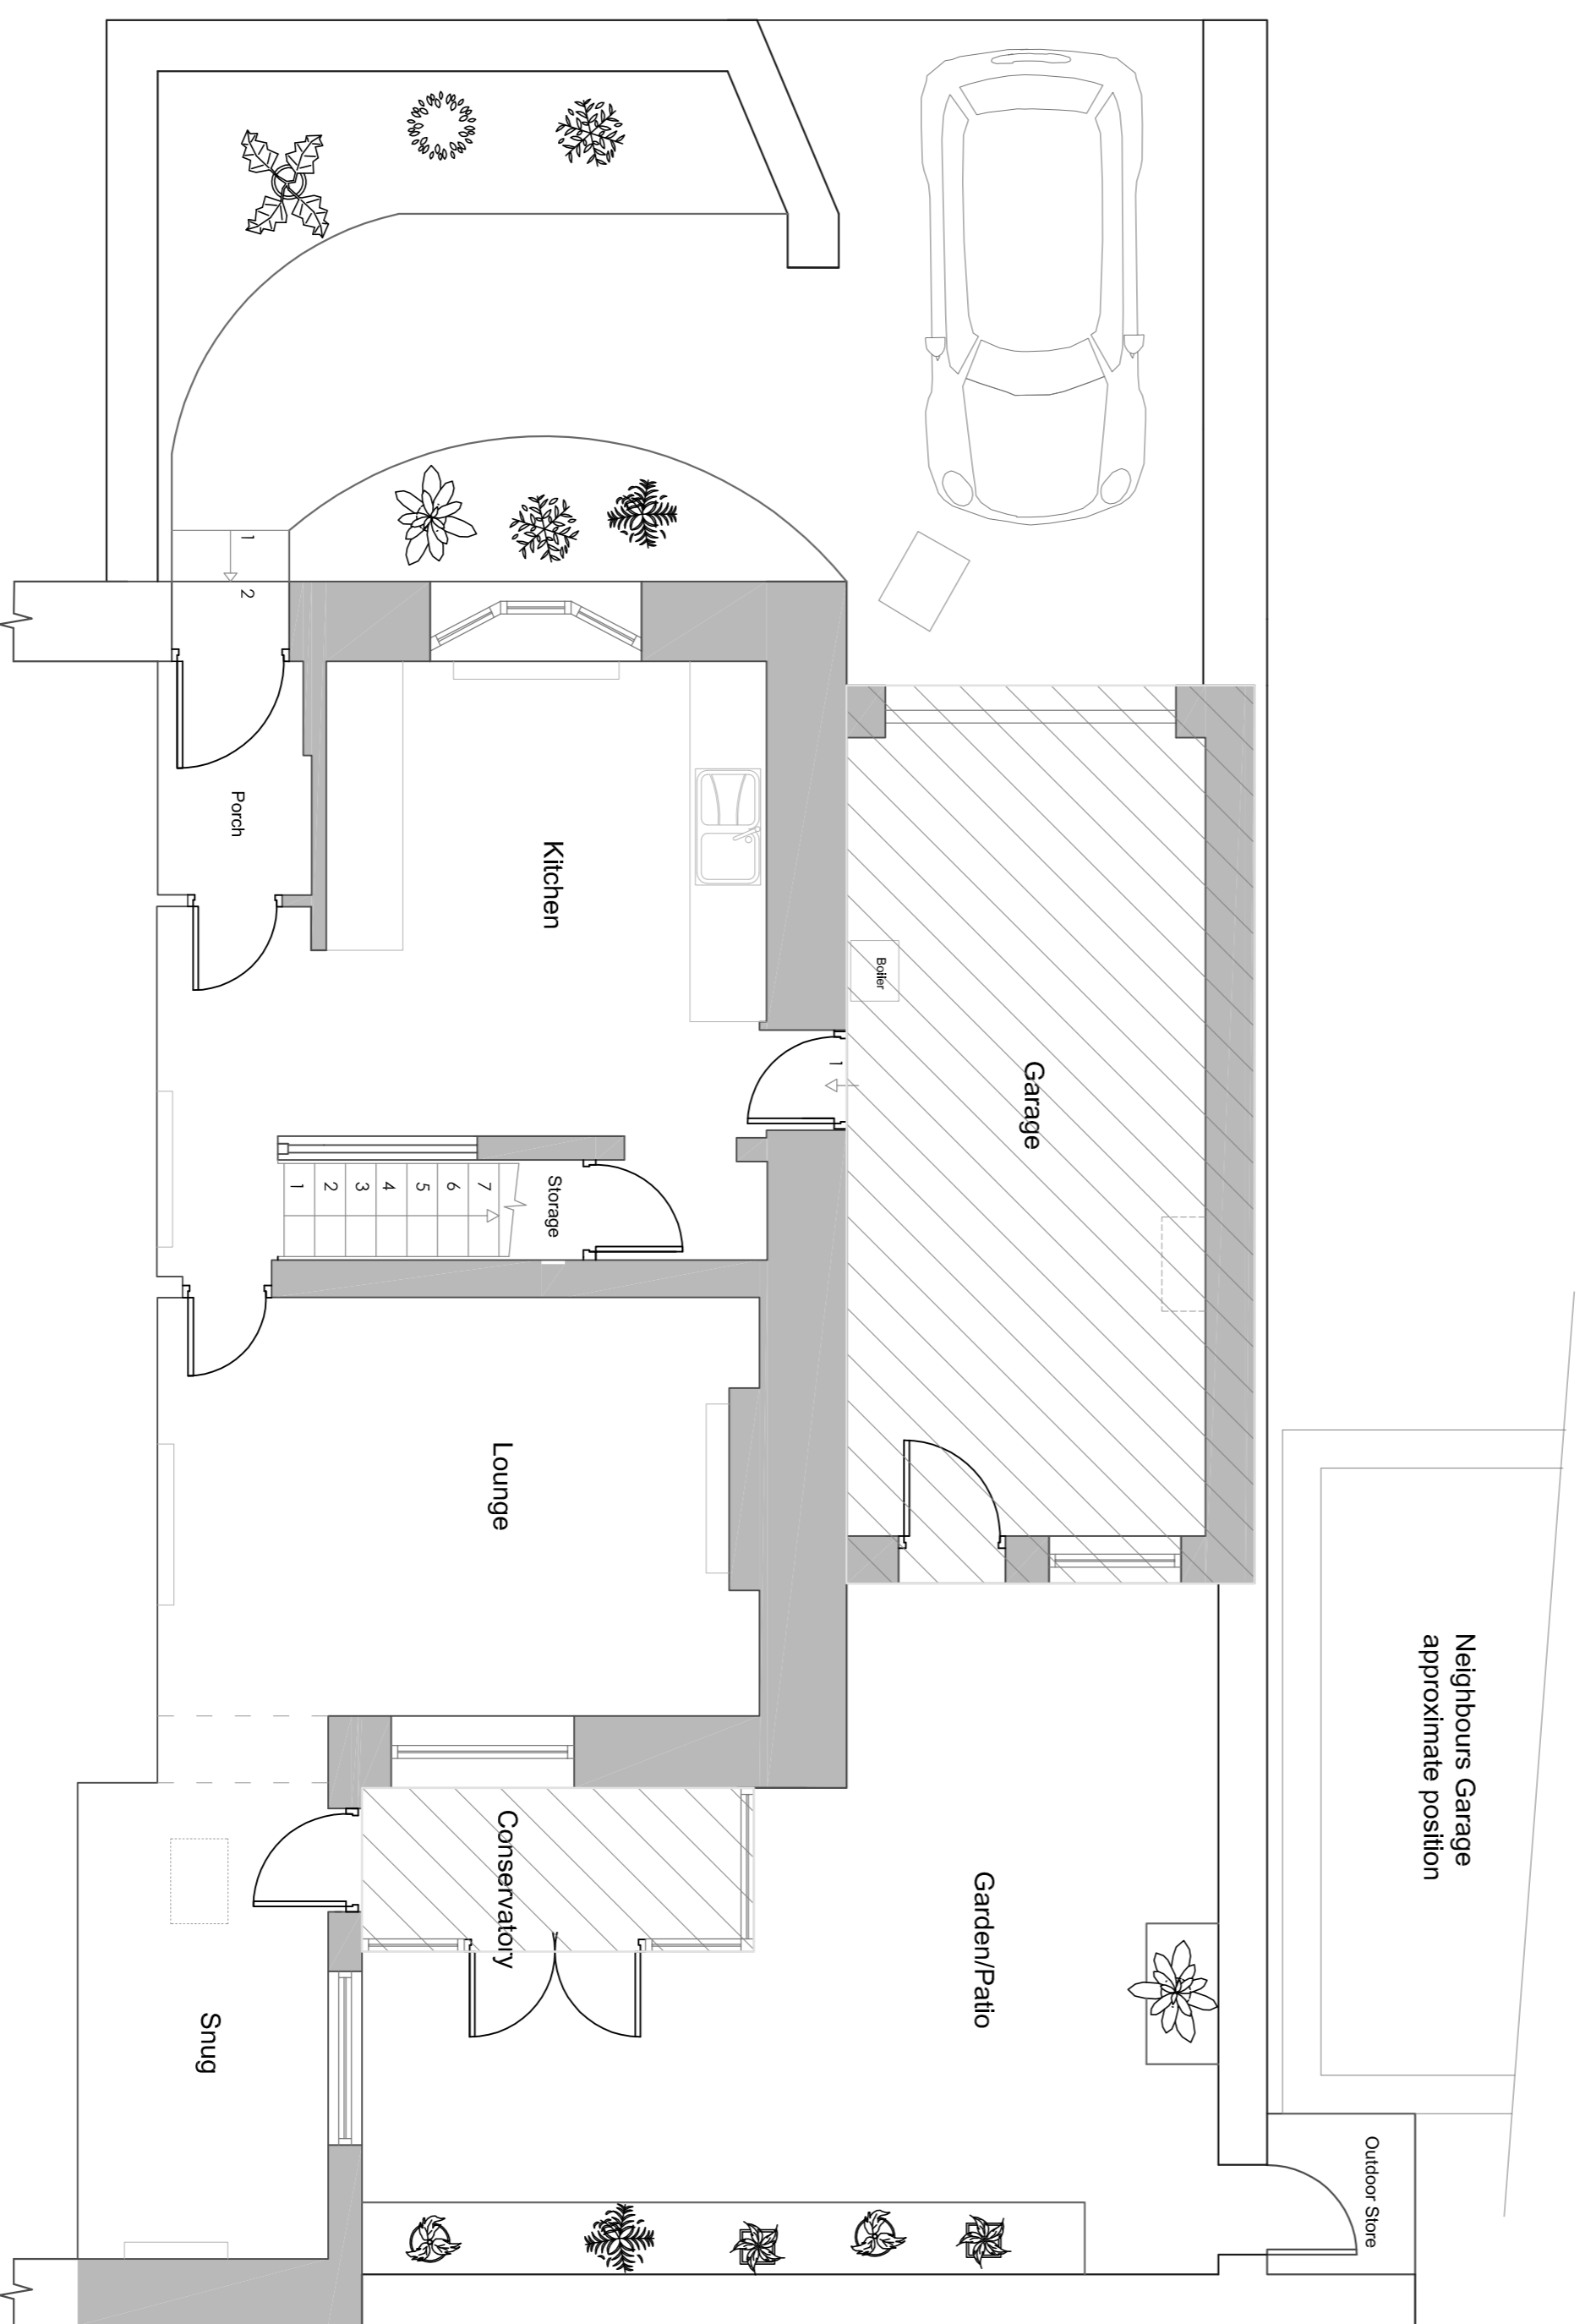 Neighbours Garage
approximate position
Outdoor Store
Garage
Garden/Patio
Boiler
1
Kitchen
Storage
Lounge
Conservatory
1
2
3
4
5
6
7
1
2
Porch
Snug